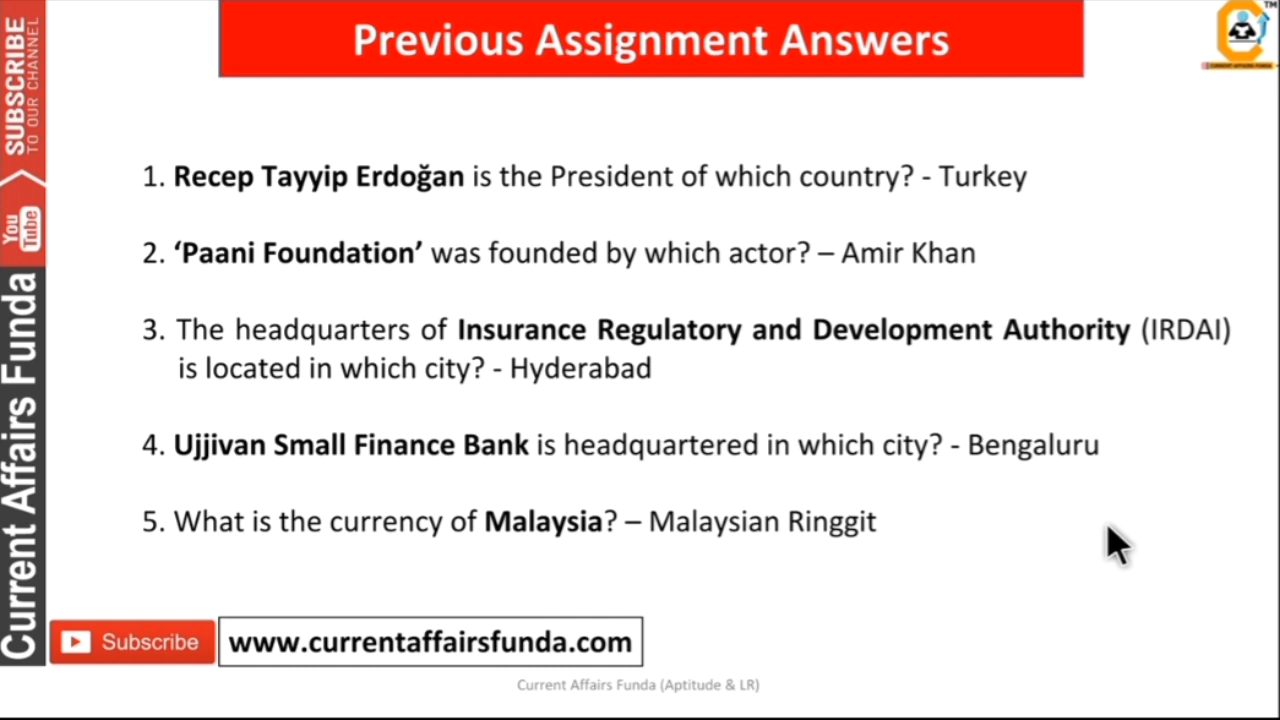 Previous Assignment Answers
TM
CURRENT AFFAIRS FUNDA
SUBSCRIBE
TO OUR CHANNEL
You Tube
Current Affairs Funda
1. Recep Tayyip Erdoğan is the President of which country? - Turkey
2. ‘Paani Foundation’ was founded by which actor? – Amir Khan
3. The headquarters of Insurance Regulatory and Development Authority (IRDAI)
is located in which city? - Hyderabad
4. Ujjivan Small Finance Bank is headquartered in which city? - Bengaluru
5. What is the currency of Malaysia? – Malaysian Ringgit
Subscribe
www.currentaffairsfunda.com
Current Affairs Funda (Aptitude & LR)